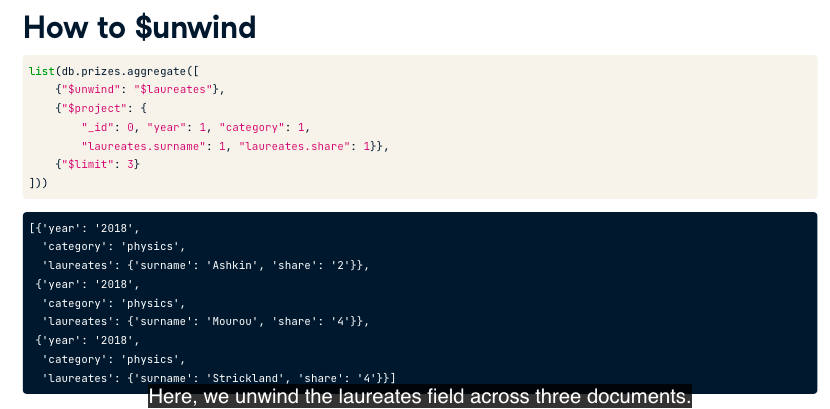 How to $unwind
list(db.prizes.aggregate([
    {"$unwind": "$laureates"},
    {"$project": {
        "_id": 0, "year": 1, "category": 1,
        "laureates.surname": 1, "laureates.share": 1}},
    {"$limit": 3}
]))
[{'year': '2018',
  'category': 'physics',
  'laureates': {'surname': 'Ashkin', 'share': '2'}},
 {'year': '2018',
  'category': 'physics',
  'laureates': {'surname': 'Mourou', 'share': '4'}},
 {'year': '2018',
  'category': 'physics',
  'laureates': {'surname': 'Strickland', 'share': '4'}}]
Here, we unwind the laureates field across three documents.